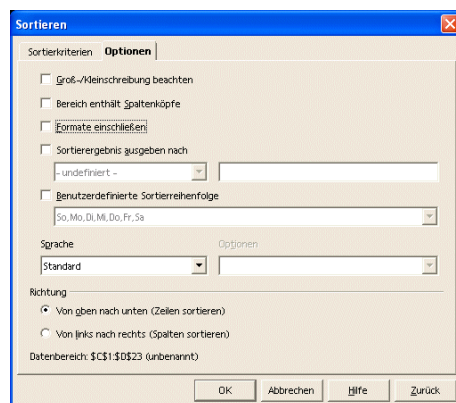 Sortieren
Sortierkriterien Optionen
Groß-/Kleinschreibung beachten
Bereich enthält Spaltenköpfe
Formate einschließen
Sortierergebnis ausgeben nach
- undefiniert -
Benutzerdefinierte Sortierreihenfolge
So,Mo,Di,Mi,Do,Fr,Sa
Sprache Optionen
Standard
Richtung
Von oben nach unten (Zeilen sortieren)
Von links nach rechts (Spalten sortieren)
Datenbereich: $C$1:$D$23 (unbenannt)
OK Abbrechen Hilfe Zurück